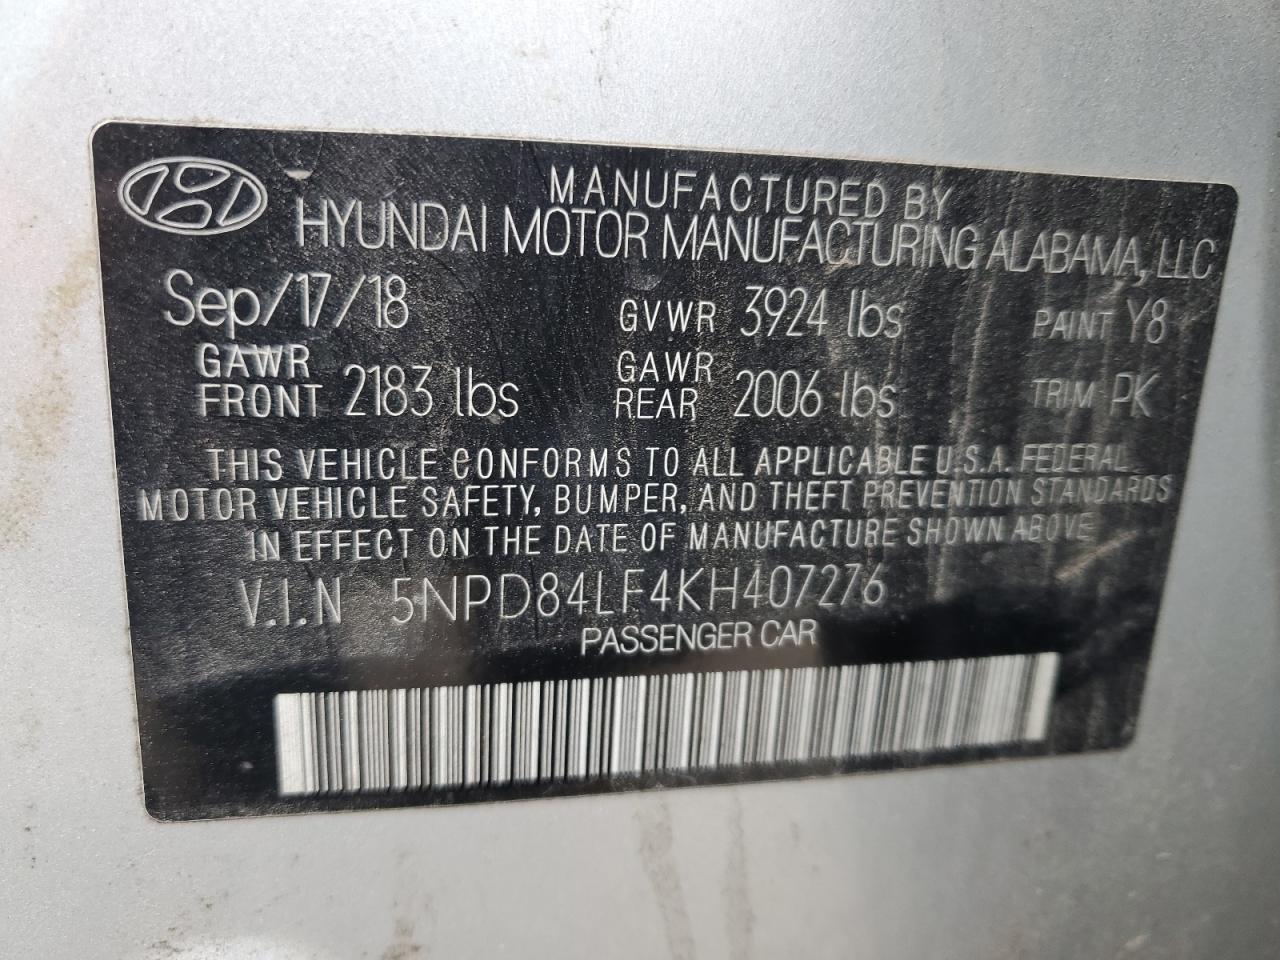 MANUFACTURED BY
HYUNDAI MOTOR MANUFACTURING ALABAMA, LLC
Sep/17/18 GVWR 3924 lbs PAINT Y8
GAWR FRONT 2183 lbs GAWR REAR 2006 lbs TRIM PK
THIS VEHICLE CONFORMS TO ALL APPLICABLE U.S.A. FEDERAL
MOTOR VEHICLE SAFETY, BUMPER, AND THEFT PREVENTION STANDARDS
IN EFFECT ON THE DATE OF MANUFACTURE SHOWN ABOVE
V.I.N 5NPD84LF4KH407276
PASSENGER CAR